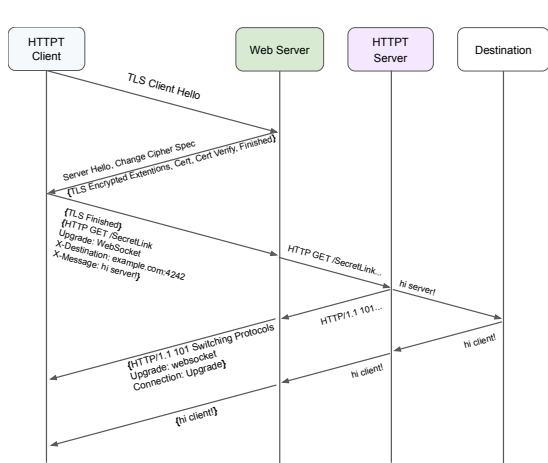 HTTPT
Client
Web Server
HTTPT
Server
Destination
TLS Client Hello
Server Hello, Change Cipher Spec
{TLS Encrypted Extentions, Cert, Cert Verify, Finished}
{TLS Finished}
{HTTP GET /SecretLink
Upgrade: WebSocket
X-Destination: example.com:4242
X-Message: hi server!}
HTTP GET /SecretLink...
hi server!
HTTP/1.1 101...
{HTTP/1.1 101 Switching Protocols
Upgrade: websocket
Connection: Upgrade}
hi client!
hi client!
{hi client!}